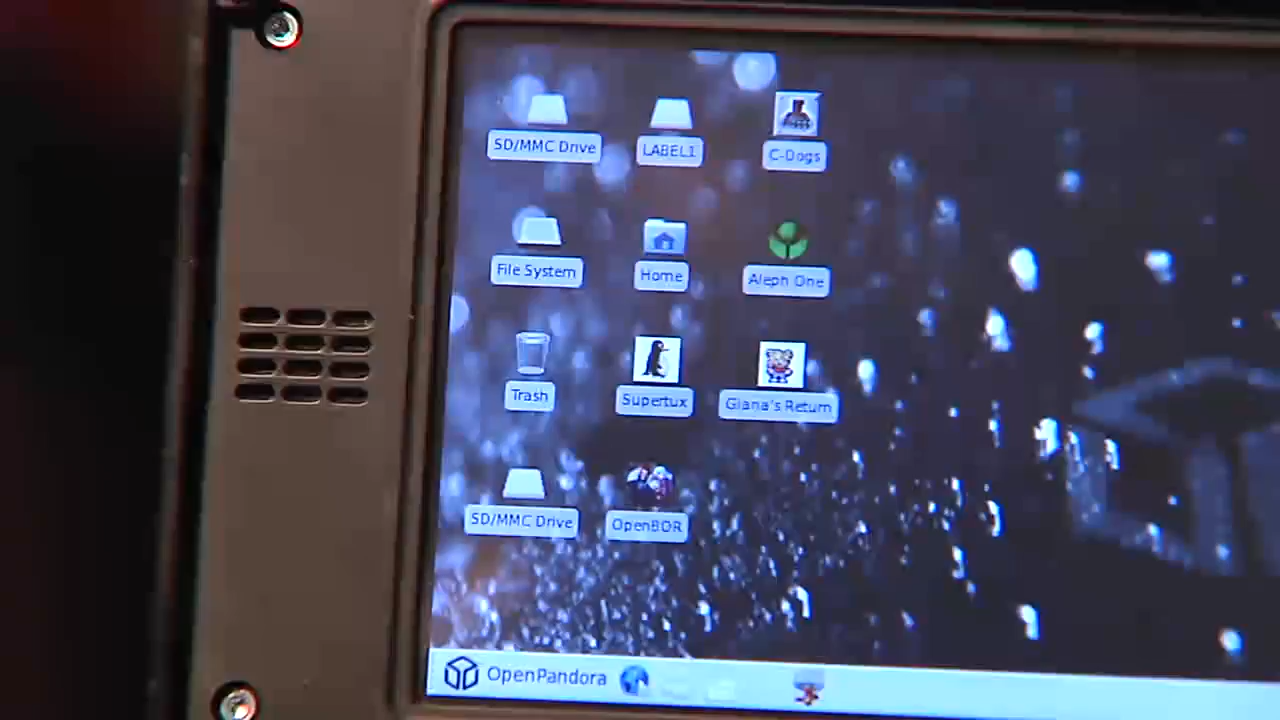 SD/MMC Drive
LABEL1
C-Dogs
File System
Home
Aleph One
Trash
Supertux
Giana's Return
SD/MMC Drive
OpenBOR
OpenPandora